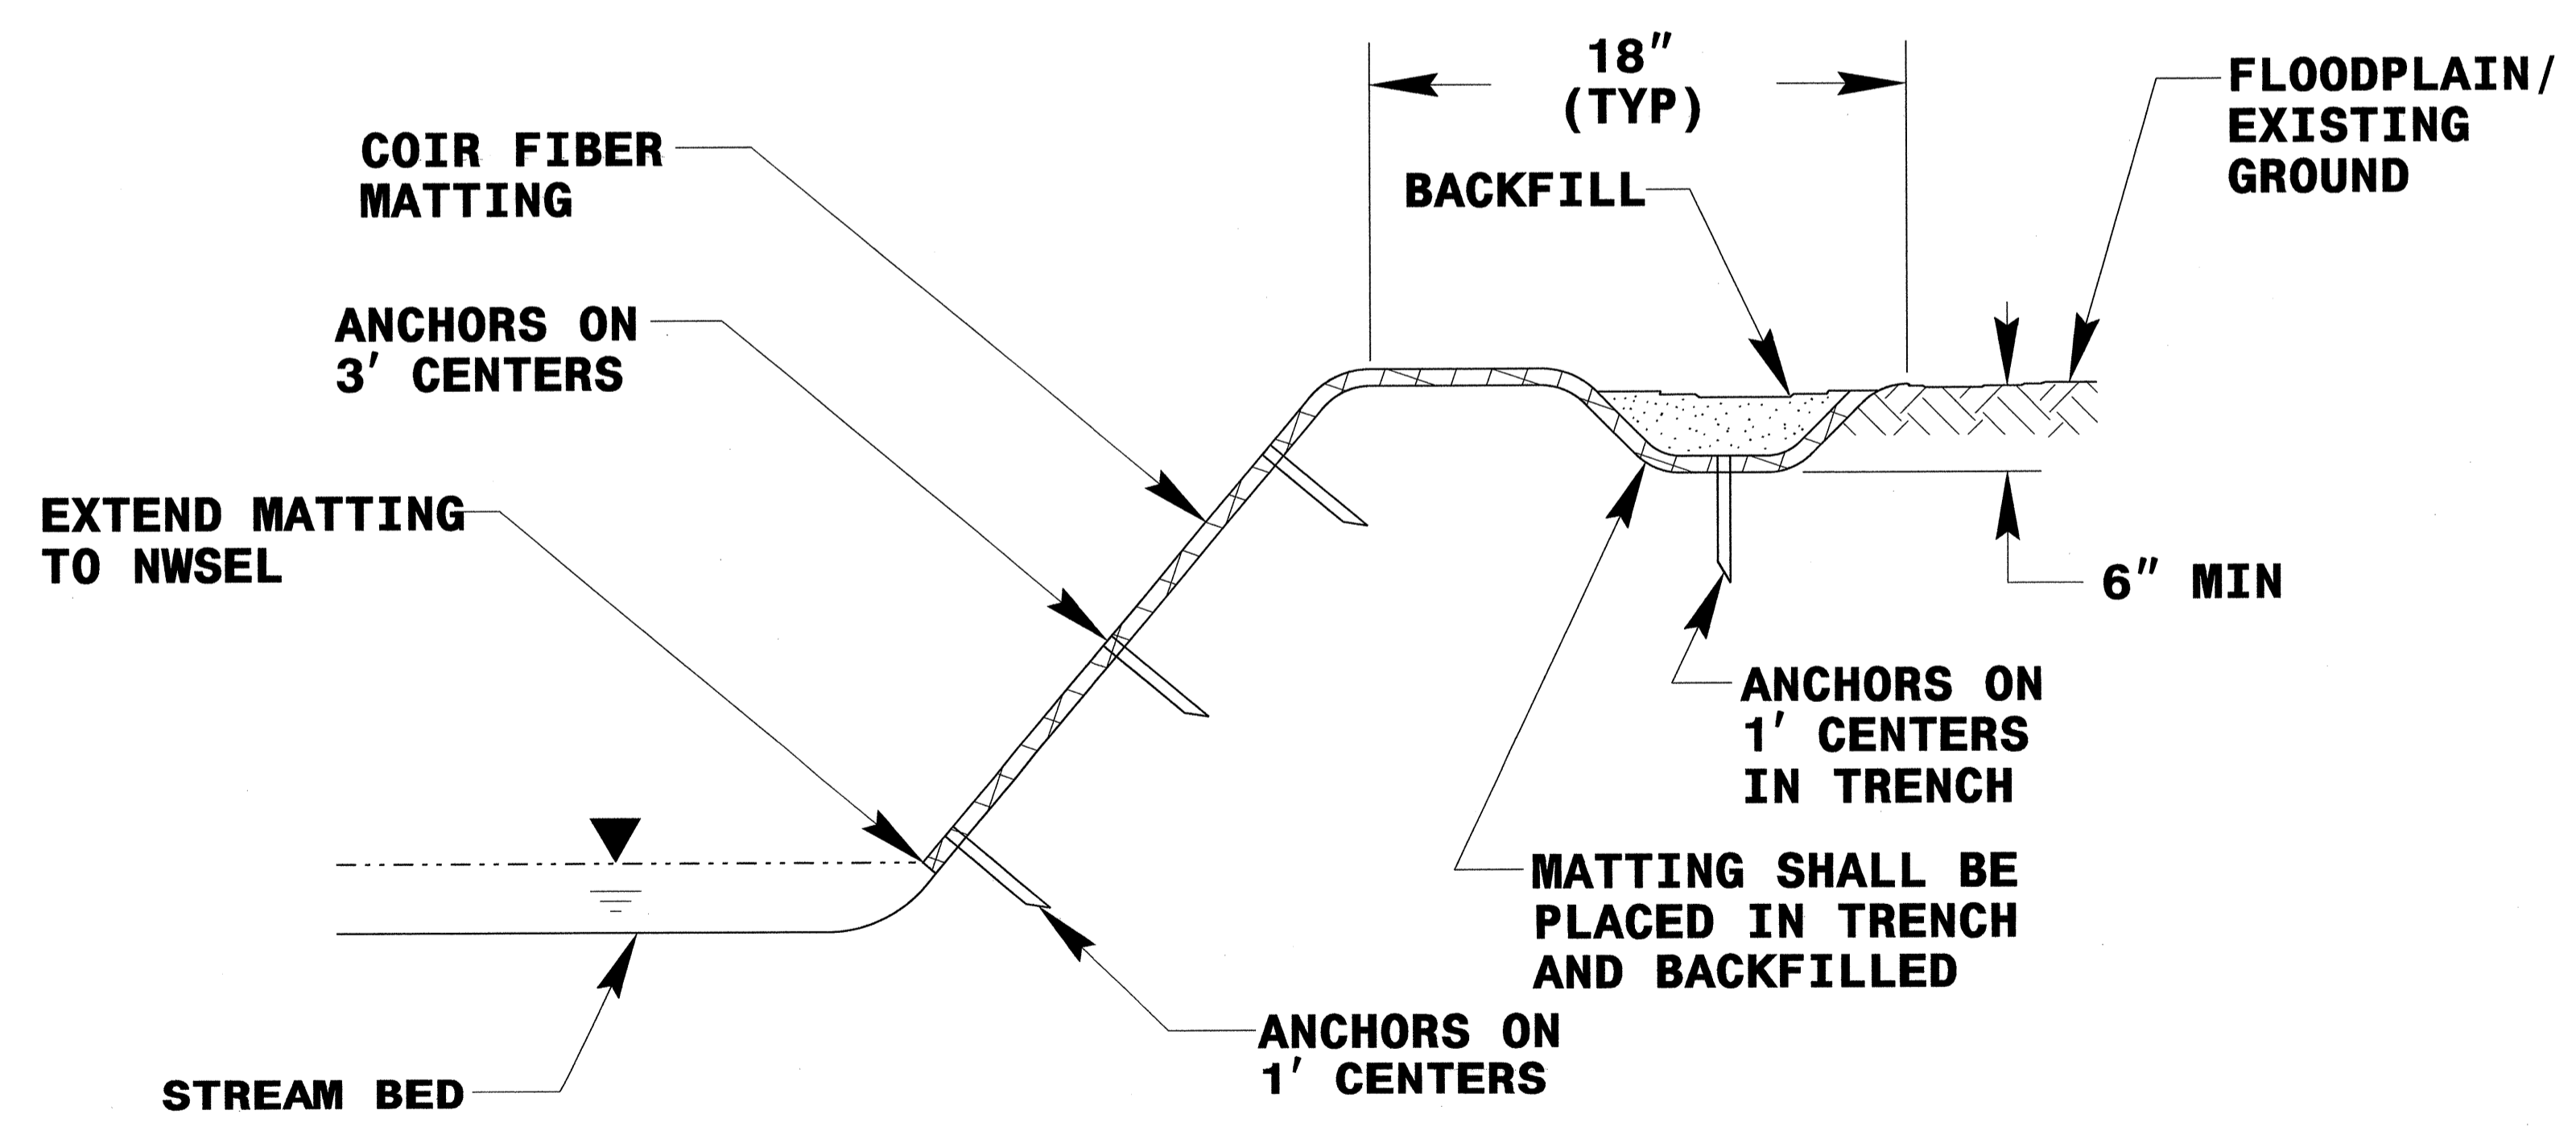 18"
(TYP)
FLOODPLAIN/
EXISTING
GROUND
COIR FIBER
MATTING
BACKFILL
ANCHORS ON
3' CENTERS
EXTEND MATTING
TO NWSEL
6" MIN
ANCHORS ON
1' CENTERS
IN TRENCH
MATTING SHALL BE
PLACED IN TRENCH
AND BACKFILLED
ANCHORS ON
1' CENTERS
STREAM BED